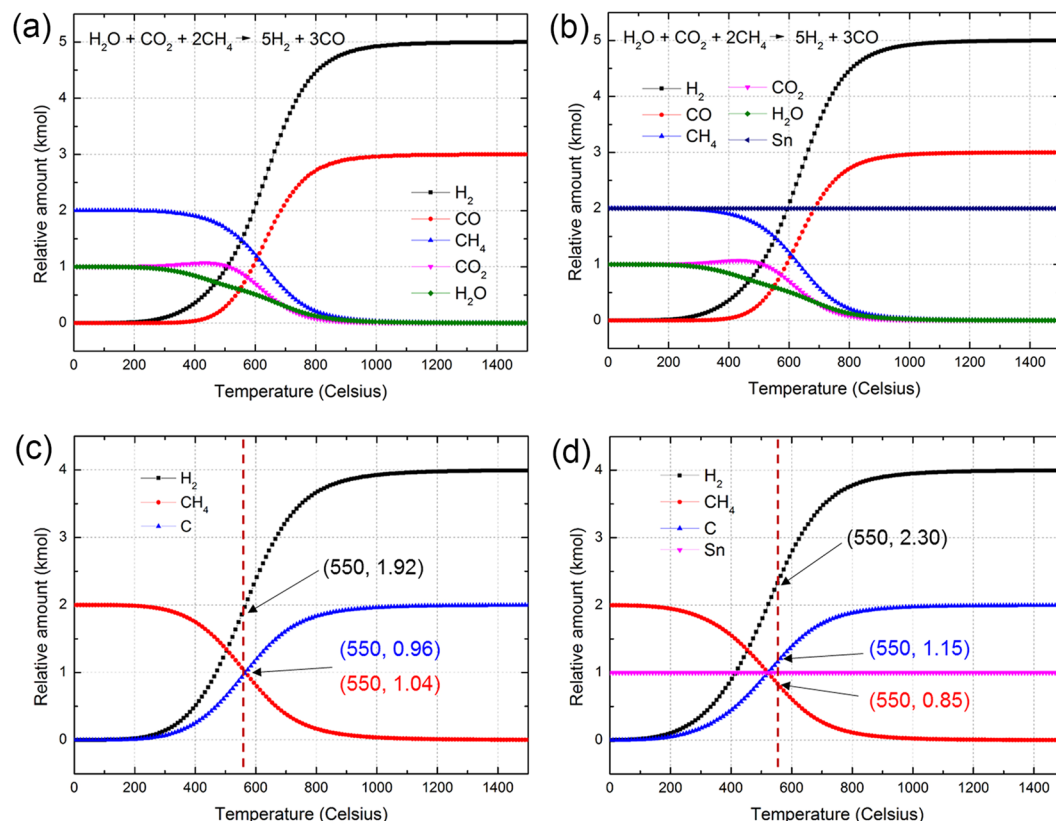 (a)
H₂O + CO₂ + 2CH₄ → 5H₂ + 3CO
Relative amount (kmol)
5
4
3
2
1
0
H₂
CO
CH₄
CO₂
H₂O
0 200 400 600 800 1000 1200 1400
Temperature (Celsius)
(b)
H₂O + CO₂ + 2CH₄ → 5H₂ + 3CO
Relative amount (kmol)
5
4
3
2
1
0
H₂ CO₂
CO H₂O
CH₄ Sn
0 200 400 600 800 1000 1200 1400
Temperature (Celsius)
(c)
Relative amount (kmol)
4
3
2
1
0
H₂
CH₄
C
(550, 1.92)
(550, 0.96)
(550, 1.04)
0 200 400 600 800 1000 1200 1400
Temperature (Celsius)
(d)
Relative amount (kmol)
4
3
2
1
0
H₂
CH₄
C
Sn
(550, 2.30)
(550, 1.15)
(550, 0.85)
0 200 400 600 800 1000 1200 1400
Temperature (Celsius)